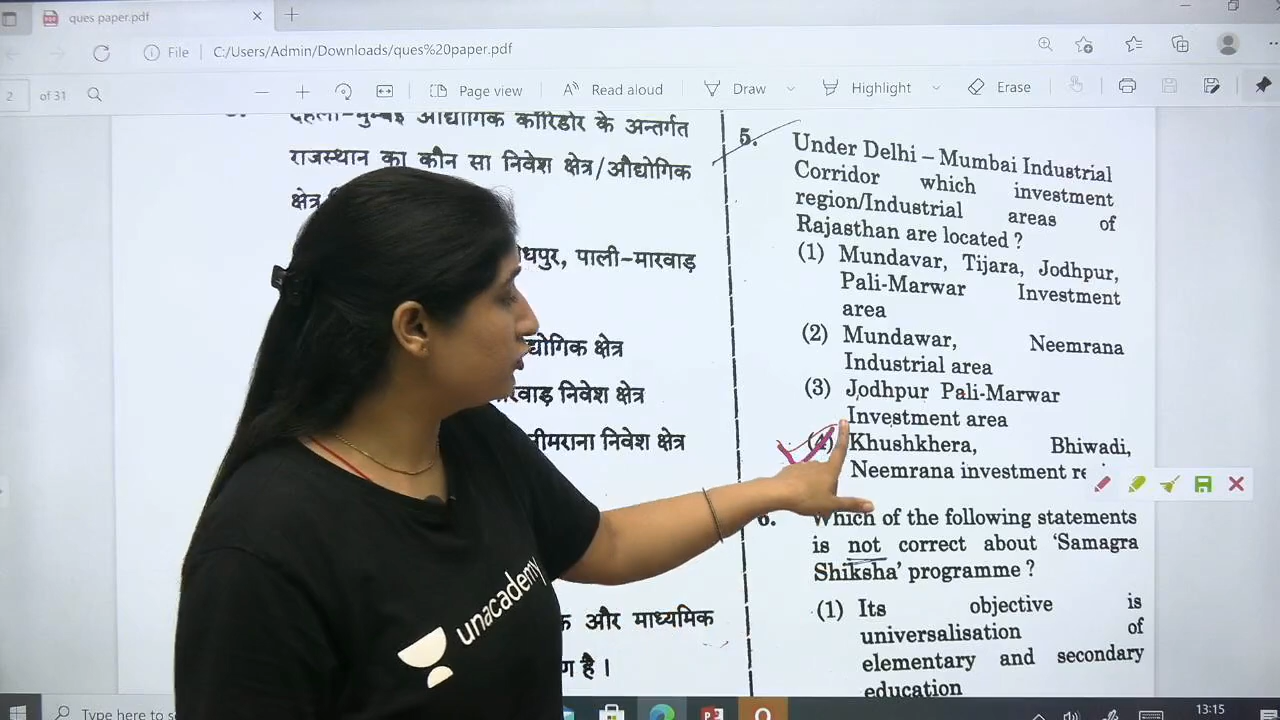 ques paper.pdf
File
C:/Users/Admin/Downloads/ques%20paper.pdf
2 of 31
Page view
Read aloud
Draw
Highlight
Erase
देहली-मुम्बई औद्योगिक कॉरिडोर के अन्तर्गत
राजस्थान का कौन सा निवेश क्षेत्र/औद्योगिक
क्षेत्र
पाली-मारवाड़
क्षेत्र
निवेश क्षेत्र
निवेश क्षेत्र
और माध्यमिक
है।
5. Under Delhi – Mumbai Industrial
Corridor which investment
region/Industrial areas of
Rajasthan are located ?
(1) Mundavar, Tijara, Jodhpur,
Pali-Marwar Investment
area
(2) Mundawar, Neemrana
Industrial area
(3) Jodhpur Pali-Marwar
Investment area
(4) Khushkhera, Bhiwadi,
Neemrana investment
6. Which of the following statements
is not correct about ‘Samagra
Shiksha’ programme ?
(1) Its objective is
universalisation of
elementary and secondary
education
unacademy
Type here to
13:15